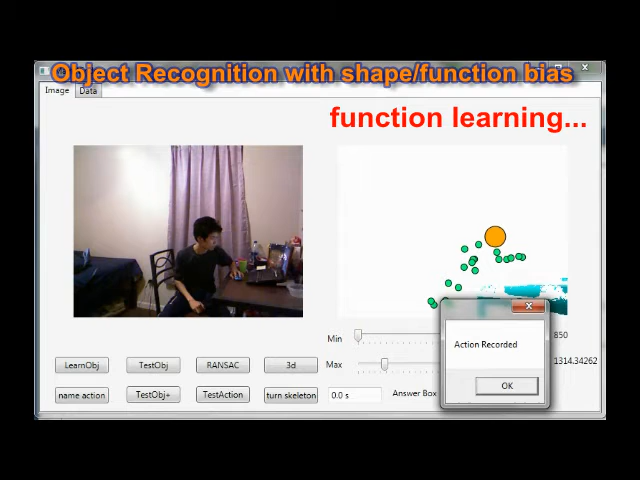 Object Recognition with shape/function bias
Image
Data
function learning...
Min
850
Action Recorded
Max
1314.34262
LearnObj
TestObj
RANSAC
3d
OK
name action
TestObj+
TestAction
turn skeleton
0.0 s
Answer Box